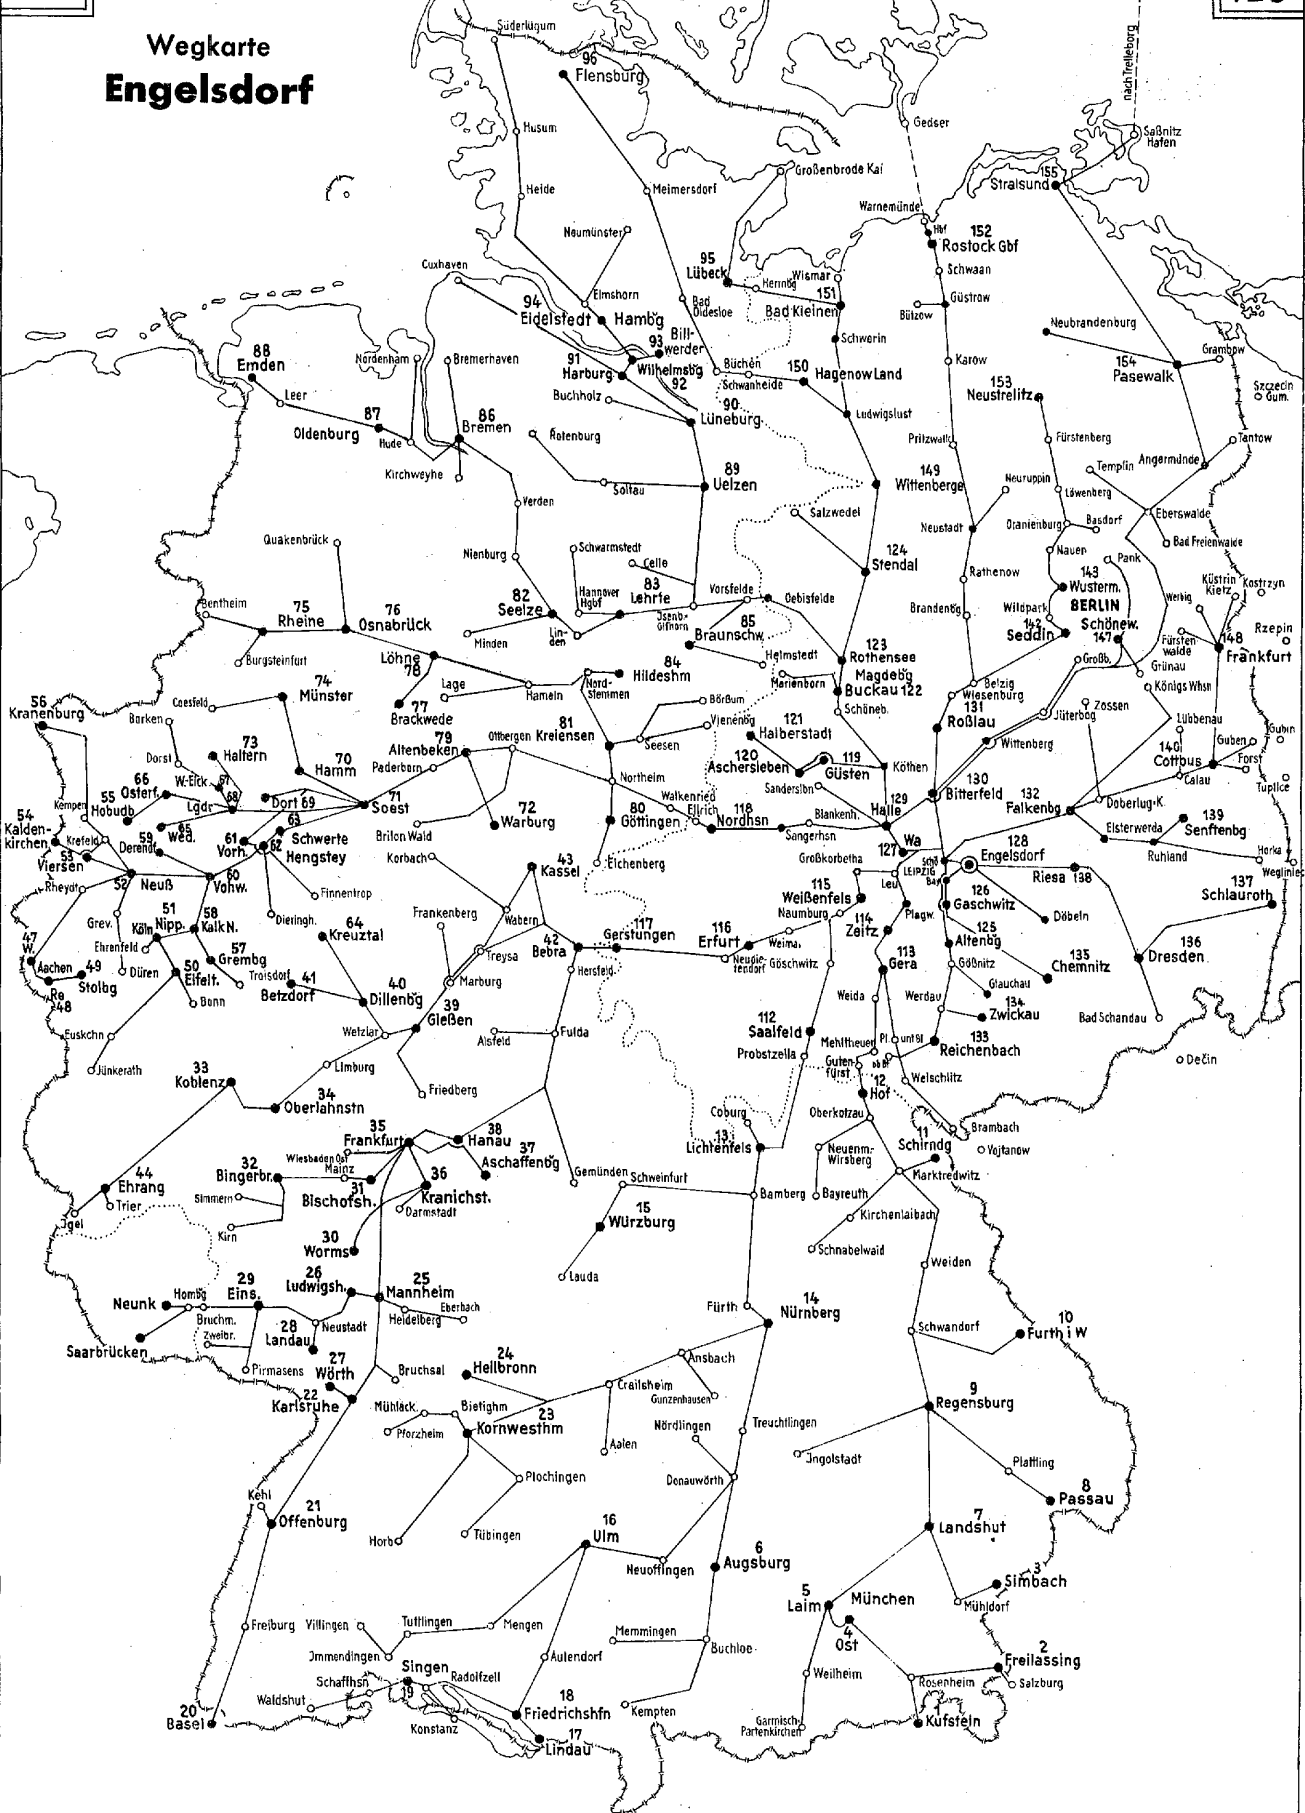 Wegkarte
Engelsdorf
Süderlügum
96
Flensburg
nach Trelleborg
Husum
Gedser
Saßnitz
Hafen
Heide
Meimersdorf
Großenbrode Kai
155
Stralsund
Warnemünde
Hbf
152
Rostock Gbf
Neumünster
Cuxhaven
95
Lübeck
Wismar
151
Bad Kleinen
Schwaan
Güstrow
Bützow
Elmshorn
94
Eidelstedt
Hambg
Bad
Oldesloe
Bill-
werder
93
Wilhelmsbg
92
Schwerin
Neubrandenburg
154
Pasewalk
Grambow
88
Emden
Leer
Nordenham
Bremerhaven
91
Harburg
Buchholz
Büchen
Schwanheide
150
Hagenow Land
Karow
153
Neustrelitz
Szczecin
Gum.
87
Oldenburg
Hude
86
Bremen
Kirchweyhe
Rotenburg
90
Lüneburg
Ludwigslust
Pritzwalk
Fürstenberg
Tantow
Angermünde
Templin
Soltau
89
Uelzen
149
Wittenberge
Neuruppin
Löwenberg
Verden
Salzwedel
Neustadt
Oranienburg
Basdorf
Eberswalde
Bad Freienwalde
Quakenbrück
Nienburg
Schwarmstedt
Celle
124
Stendal
Nauen
Pank
Rathenow
143
Wusterm.
Küstrin
Kietz
Kostrzyn
Werbig
Bentheim
75
Rheine
76
Osnabrück
82
Seelze
Minden
Hannover
Hgbf
Lin-
den
83
Lehrte
Isenb.-
Gifhorn
Vorsfelde
Oebisfelde
85
Braunschw.
Helmstedt
Brandenbg
Wildpark
142
Seddin
BERLIN
Schönew.
147
Fürsten
walde
148
Frankfurt
Rzepin
Burgsteinfurt
Löhne
78
Lage
Hameln
Nord-
stemmen
84
Hildeshm
Marienborn
123
Rothensee
Magdebg
Buckau 122
Schöneb.
Großb.
Grünau
Königs Whsn
Belzig
Wiesenburg
56
Kranenburg
Coesfeld
74
Münster
77
Brackwede
Borken
Börßum
Vienenbg
Seesen
131
Roßlau
Jüterbog
Zossen
Lübbenau
Guben
Gubin
Dorst
73
Haltern
70
Hamm
79
Altenbeken
Ottbergen
Kreiensen
81
121
Halberstadt
120
Aschersleben
119
Güsten
Köthen
Wittenberg
140
Cottbus
Forst
Calau
Paderborn
66
Osterf.
55
Hobudb
W-Eick
67
Lgdr
68
Dort 69
71
Soest
72
Warburg
Northeim
Walkenried
Ellrich
Sanderslbn
130
Bitterfeld
132
Falkenbg
Doberlug-K.
Tuplice
Kempen
54
Kalden-
kirchen
Krefeld
59
Derendf
65
Wed.
61
Vorh.
62
63
Schwerte
Hengstey
Brilon Wald
80
Göttingen
118
Nordhsn
Blankenh.
Sangerhsn
129
Halle
Elsterwerda
139
Senftenbg
Ruhland
Horka
Węgliniec
53
Viersen
Rheydt
52
Neuß
60
Vohw.
Korbach
43
Kassel
Eichenberg
Großkorbetha
Wa
127
Schö
LEIPZIG
Bay
Leu
128
Engelsdorf
Riesa
138
Finnentrop
Grev.
51
Köln
Nipp.
58
Kalk N.
Dieringh.
Frankenberg
Wabern
115
Weißenfels
Naumburg
126
Gaschwitz
Döbeln
137
Schlauroth
47
W.
Ehrenfeld
Düren
57
Grembg
Troisdorf
64
Kreuztal
Treysa
42
Bebra
117
Gerstungen
116
Erfurt
Neudie-
tendorf
Weimar
Göschwitz
114
Zeitz
Plagw.
125
Altenbg
Gößnitz
136
Dresden
Aachen
49
Stolbg
Re
48
50
Eifelt.
Bonn
41
Betzdorf
40
Dillenbg
Marburg
Hersfeld
113
Gera
135
Chemnitz
Glauchau
39
Gießen
Wetzlar
Alsfeld
Fulda
112
Saalfeld
Weida
Werdau
134
Zwickau
Bad Schandau
Euskchn
Jünkerath
Limburg
Friedberg
Probstzella
Mehltheuer
Pl.
unt Bf
ob Bf
133
Reichenbach
Guten-
fürst
Weischlitz
Dečin
33
Koblenz
34
Oberlahnstn
12
Hof
Oberkotzau
Brambach
Vojtanow
Coburg
13
Lichtenfels
35
Frankfurt
38
Hanau
37
Aschaffenbg
Neuenm.-
Wirsberg
11
Schirndg
Marktredwitz
Wiesbaden Ost
Mainz
32
Bingerbr.
31
Bischofsh.
36
Kranichst.
Darmstadt
Gemünden
Schweinfurt
Bamberg
Bayreuth
44
Ehrang
Trier
Igel
Simmern
Kirn
30
Worms
15
Würzburg
Kirchenlaibach
Schnabelwaid
Weiden
Lauda
Neunk
Hombg
Bruchm.
Zweibr.
29
Eins.
26
Ludwigsh.
25
Mannheim
Heidelberg
Eberbach
Fürth
14
Nürnberg
Schwandorf
10
Furth i W
Saarbrücken
28
Landau
Neustadt
Pirmasens
Bruchsal
24
Heilbronn
Ansbach
Crailsheim
Gunzenhausen
27
Wörth
22
Karlsruhe
Mühlack.
Pforzheim
Bietighm
23
Kornwesthm
Nördlingen
Treuchtlingen
9
Regensburg
Aalen
Ingolstadt
Plattling
Kehl
21
Offenburg
Plochingen
Donauwörth
8
Passau
Horb
Tübingen
16
Ulm
Neuoffingen
6
Augsburg
7
Landshut
3
Simbach
Mühldorf
5
Laim
München
4
Ost
Freiburg
Villingen
Tuttlingen
Mengen
Memmingen
Buchloe
Immendingen
Aulendorf
Weilheim
2
Freilassing
Salzburg
Rosenheim
Schaffhsn
Singen
19
Radolfzell
Waldshut
Konstanz
18
Friedrichshfn
Kempten
20
Basel
17
Lindau
Garmisch-
Partenkirchen
1
Kufstein